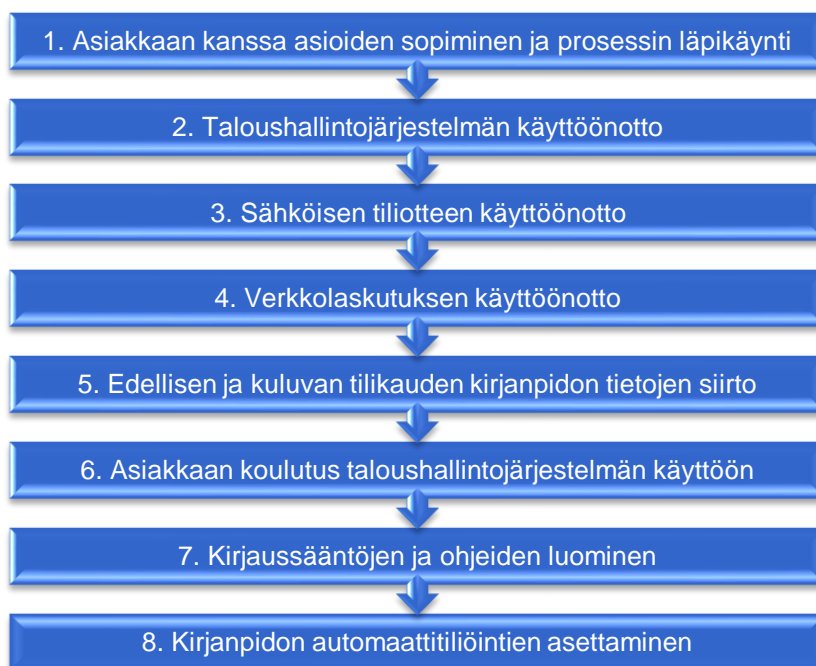 1. Asiakkaan kanssa asioiden sopiminen ja prosessin läpikäynti
2. Taloushallintojärjestelmän käyttöönotto
3. Sähköisen tiliotteen käyttöönotto
4. Verkkolaskutuksen käyttöönotto
5. Edellisen ja kuluvan tilikauden kirjanpidon tietojen siirto
6. Asiakkaan koulutus taloushallintojärjestelmän käyttöön
7. Kirjaussääntöjen ja ohjeiden luominen
8. Kirjanpidon automaattitiliöintien asettaminen